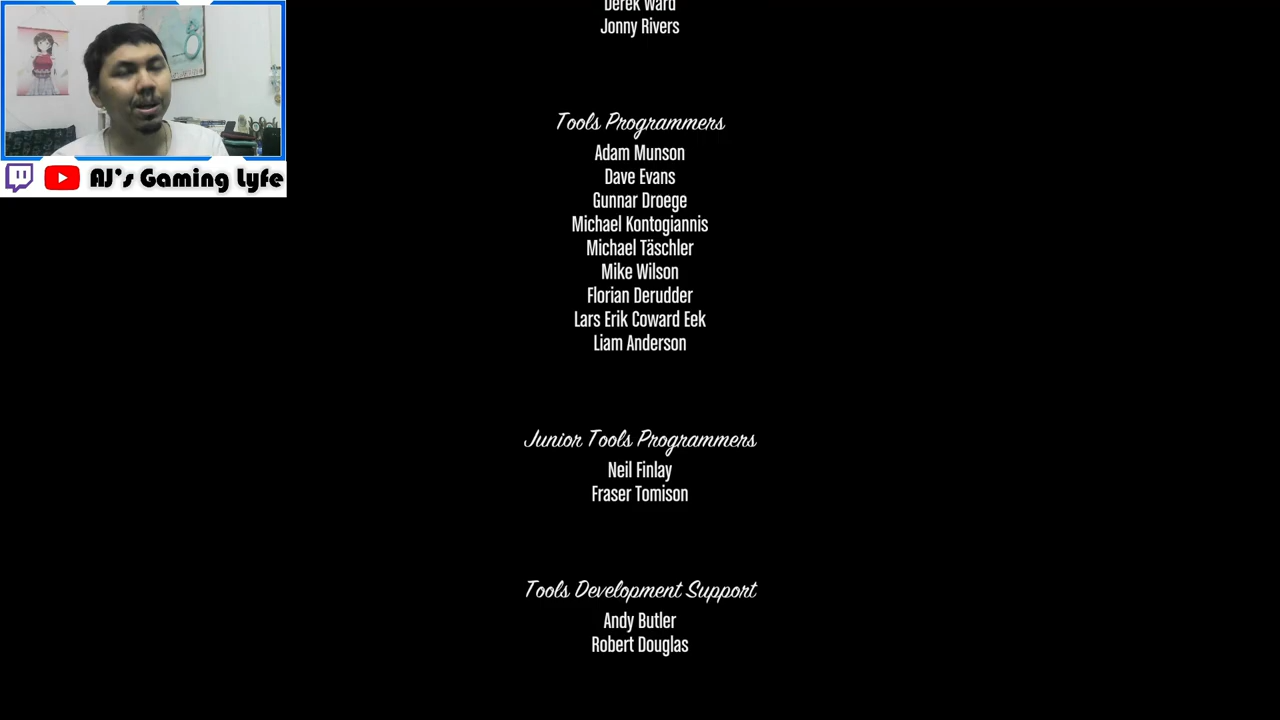 Derek Ward
Jonny Rivers
Tools Programmers
Adam Munson
Dave Evans
Gunnar Droege
Michael Kontogiannis
Michael Täschler
Mike Wilson
Florian Derudder
Lars Erik Coward Eek
Liam Anderson
Junior Tools Programmers
Neil Finlay
Fraser Tomison
Tools Development Support
Andy Butler
Robert Douglas
AJ's Gaming Lyfe